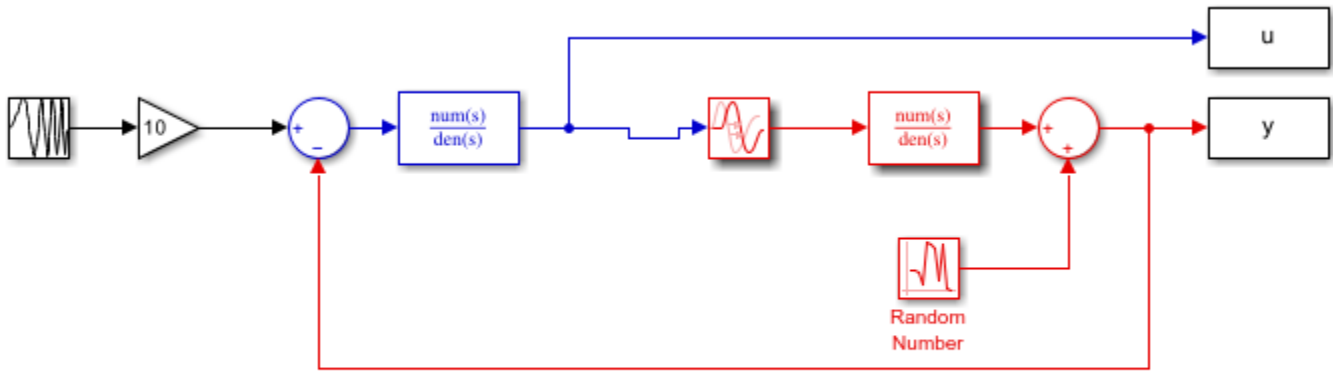 u
10
+
−
num(s)
den(s)
num(s)
den(s)
+
+
y
Random
Number